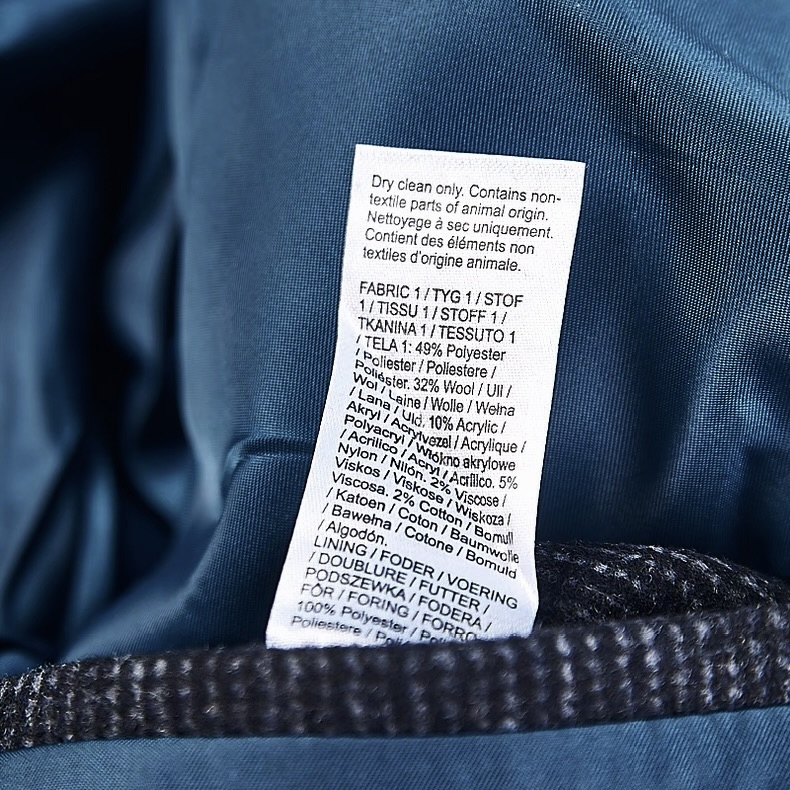 Dry clean only. Contains non-
textile parts of animal origin.
Nettoyage à sec uniquement.
Contient des éléments non
textiles d'origine animale.
FABRIC 1 / TYG 1 / STOF
1 / TISSU 1 / STOFF 1 /
TKANINA 1 / TESSUTO 1
/ TELA 1: 49% Polyester
/ Poliester / Poliestere /
Poliéster. 32% Wool / Ull /
Wol / Laine / Wolle / Wełna
/ Lana / Uld. 10% Acrylic /
Akryl / Acrylvezel / Acrylique /
Polyacryl / Włókno akrylowe
/ Acrilico / Acryl / Acrílico. 5%
Nylon / Nilón. 2% Viscose /
Viskos / Viskose / Wiskoza /
Viscosa. 2% Cotton / Bomull
/ Katoen / Coton / Baumwolle
/ Bawełna / Cotone / Bomuld
/ Algodón.
LINING / FODER / VOERING
/ DOUBLURE / FUTTER /
PODSZEWKA / FODERA /
FÔR / FORING / FORRO:
100% Polyester /
Poliestere /